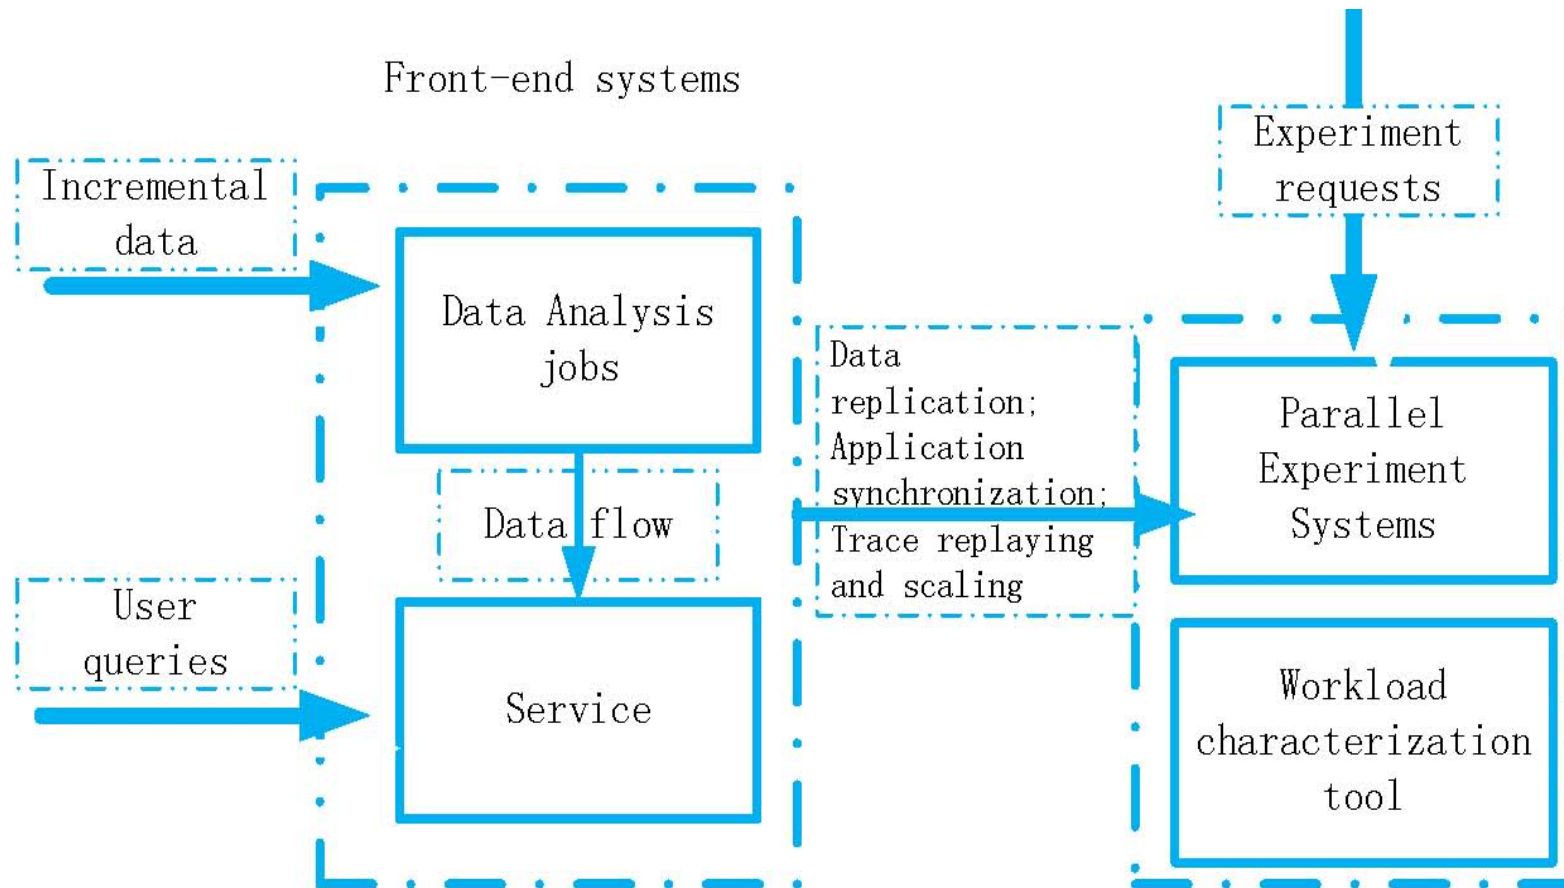 Front-end systems
Experiment
requests
Incremental
data
Data Analysis
jobs
Data flow
User
queries
Service
Data
replication;
Application
synchronization;
Trace replaying
and scaling
Parallel
Experiment
Systems
Workload
characterization
tool